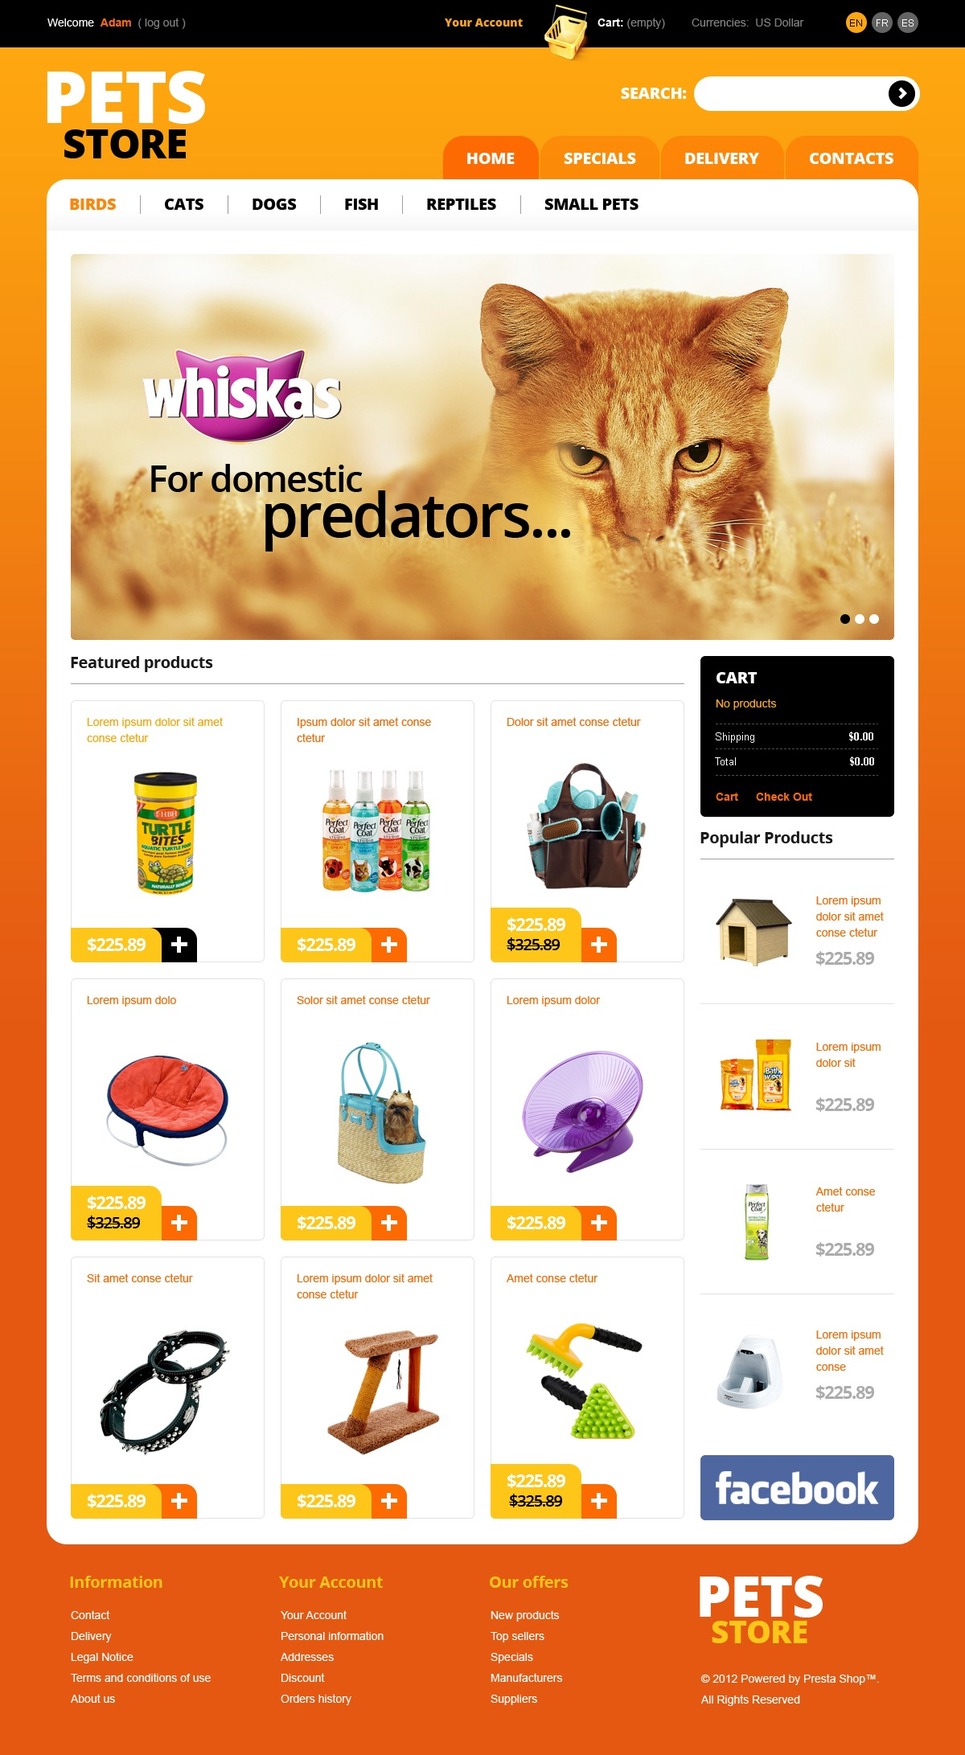 Welcome Adam ( log out )
Your Account
Cart: (empty)
Currencies: US Dollar
EN FR ES
PETS
STORE
SEARCH:
HOME SPECIALS DELIVERY CONTACTS
BIRDS CATS DOGS FISH REPTILES SMALL PETS
whiskas
For domestic
predators...
Featured products
Lorem ipsum dolor sit amet
conse ctetur
HBH
TURTLE
BITES
AQUATIC TURTLE FOOD
$225.89 +
Ipsum dolor sit amet conse
ctetur
Perfect Coat Perfect Coat Perfect Coat Perfect Coat
$225.89 +
Dolor sit amet conse ctetur
$225.89
$325.89 +
Lorem ipsum dolo
$225.89
$325.89 +
Solor sit amet conse ctetur
$225.89 +
Lorem ipsum dolor
$225.89 +
Sit amet conse ctetur
$225.89 +
Lorem ipsum dolor sit amet
conse ctetur
$225.89 +
Amet conse ctetur
$225.89
$325.89 +
CART
No products
Shipping $0.00
Total $0.00
Cart Check Out
Popular Products
Lorem ipsum
dolor sit amet
conse ctetur
$225.89
Lorem ipsum
dolor sit
Bath
$225.89
Amet conse
ctetur
Perfect
Coat
$225.89
Lorem ipsum
dolor sit amet
conse
$225.89
facebook
Information
Contact
Delivery
Legal Notice
Terms and conditions of use
About us
Your Account
Your Account
Personal information
Addresses
Discount
Orders history
Our offers
New products
Top sellers
Specials
Manufacturers
Suppliers
PETS
STORE
© 2012 Powered by Presta Shop™.
All Rights Reserved